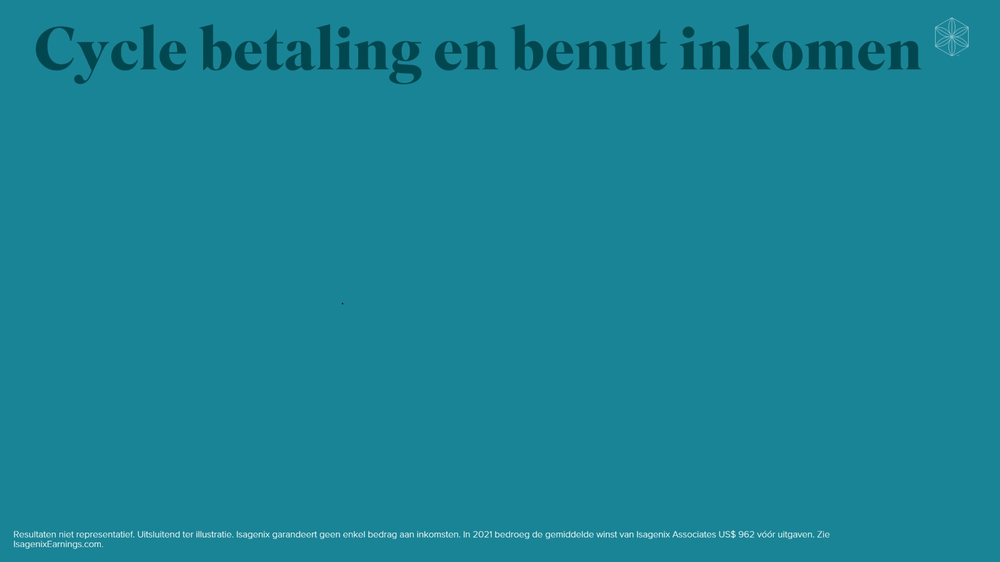 Cycle betaling en benut inkomen
Resultaten niet representatief. Uitsluitend ter illustratie. Isagenix garandeert geen enkel bedrag aan inkomsten. In 2021 bedroeg de gemiddelde winst van Isagenix Associates US$ 962 vóór uitgaven. Zie
IsagenixEarnings.com.